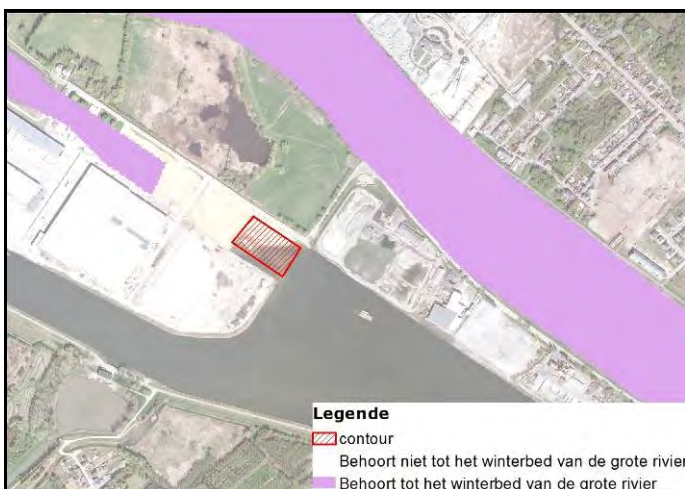 Legende
contour
Behoort niet tot het winterbed van de grote rivier
Behoort tot het winterbed van de grote rivier